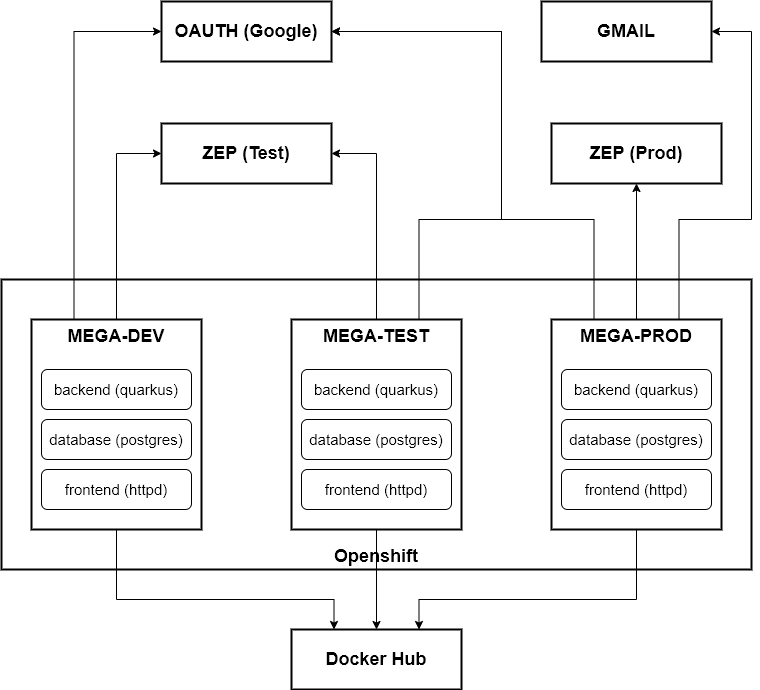 OAUTH (Google)
GMAIL
ZEP (Test)
ZEP (Prod)
MEGA-DEV
backend (quarkus)
database (postgres)
frontend (httpd)
MEGA-TEST
backend (quarkus)
database (postgres)
frontend (httpd)
MEGA-PROD
backend (quarkus)
database (postgres)
frontend (httpd)
Openshift
Docker Hub